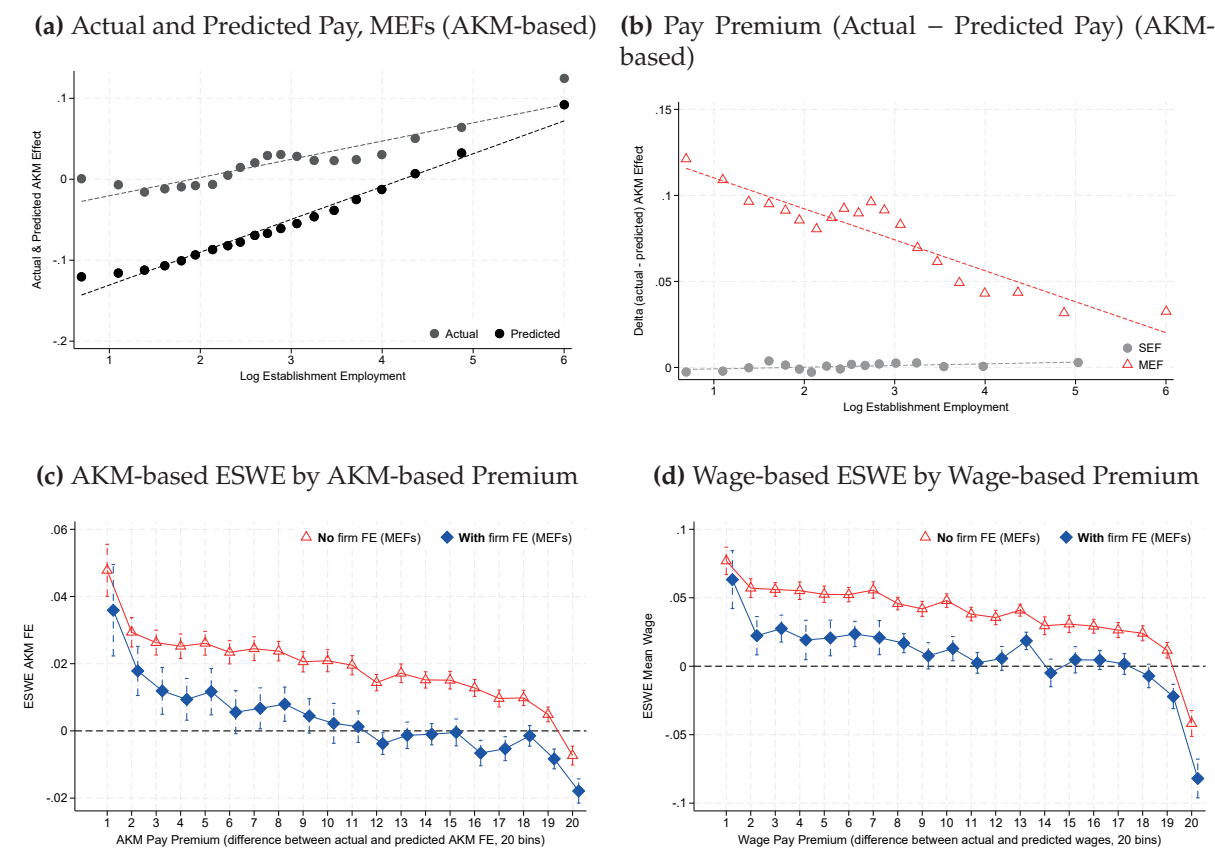 (a) Actual and Predicted Pay, MEFs (AKM-based)
.1
0
-.1
-.2
Actual & Predicted AKM Effect
Actual
Predicted
1 2 3 4 5 6
Log Establishment Employment
(b) Pay Premium (Actual − Predicted Pay) (AKM-
based)
.15
.1
.05
0
Delta (actual - predicted) AKM Effect
SEF
MEF
1 2 3 4 5 6
Log Establishment Employment
(c) AKM-based ESWE by AKM-based Premium
.06
.04
.02
0
-.02
ESWE AKM FE
No firm FE (MEFs)
With firm FE (MEFs)
1 2 3 4 5 6 7 8 9 10 11 12 13 14 15 16 17 18 19 20
AKM Pay Premium (difference between actual and predicted AKM FE, 20 bins)
(d) Wage-based ESWE by Wage-based Premium
.1
.05
0
-.05
-.1
ESWE Mean Wage
No firm FE (MEFs)
With firm FE (MEFs)
1 2 3 4 5 6 7 8 9 10 11 12 13 14 15 16 17 18 19 20
Wage Pay Premium (difference between actual and predicted wages, 20 bins)